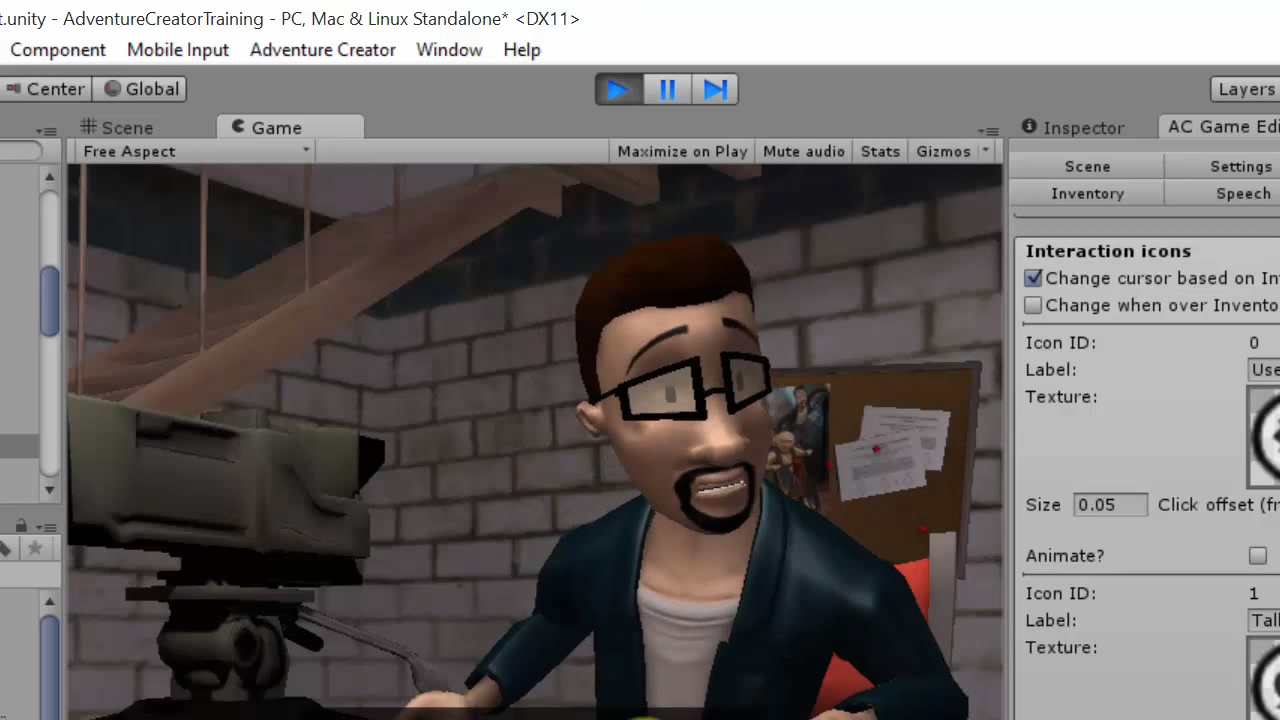 t.unity - AdventureCreatorTraining - PC, Mac & Linux Standalone* <DX11>
Component Mobile Input Adventure Creator Window Help
Center Global Layers
Scene Game Inspector AC Game Edi
Free Aspect Maximize on Play Mute audio Stats Gizmos
Scene Settings
Inventory Speech
Interaction icons
Change cursor based on In
Change when over Invento
Icon ID: 0
Label: Use
Texture:
Size 0.05 Click offset (fr
Animate?
Icon ID: 1
Label: Tall
Texture: